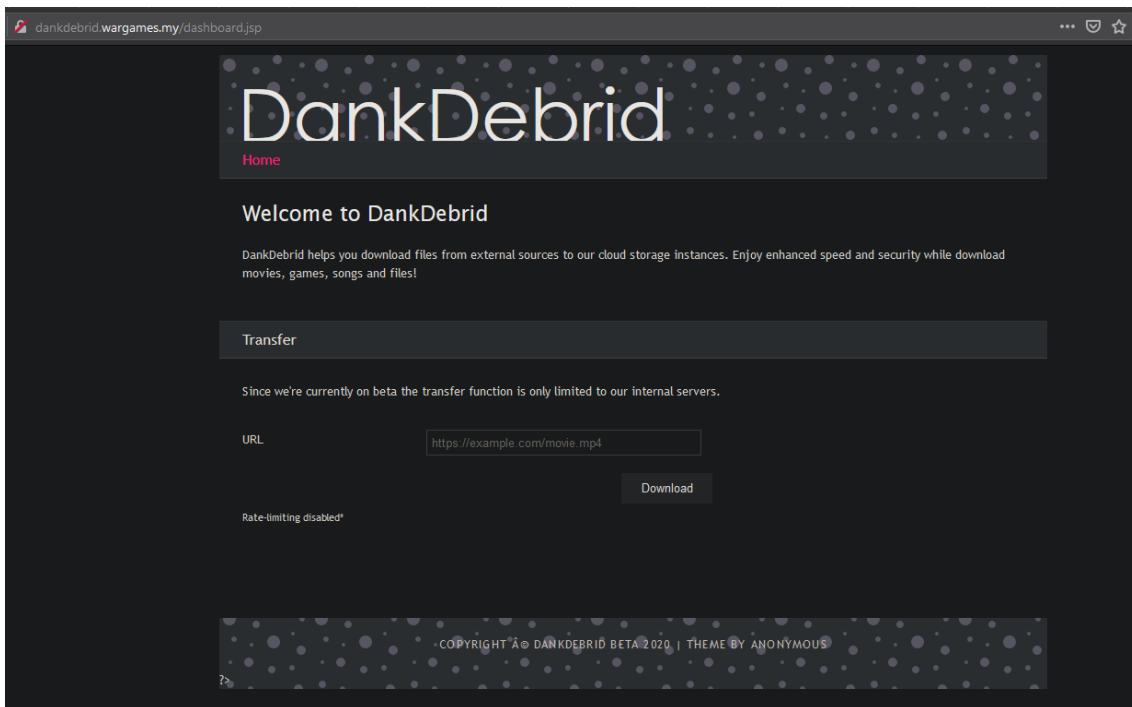 dankdebrid.wargames.my/dashboard.jsp
DankDebrid
Home
Welcome to DankDebrid
DankDebrid helps you download files from external sources to our cloud storage instances. Enjoy enhanced speed and security while download
movies, games, songs and files!
Transfer
Since we're currently on beta the transfer function is only limited to our internal servers.
URL
https://example.com/movie.mp4
Download
Rate-limiting disabled*
COPYRIGHT Â© DANKDEBRID BETA 2020 | THEME BY ANONYMOUS
?>